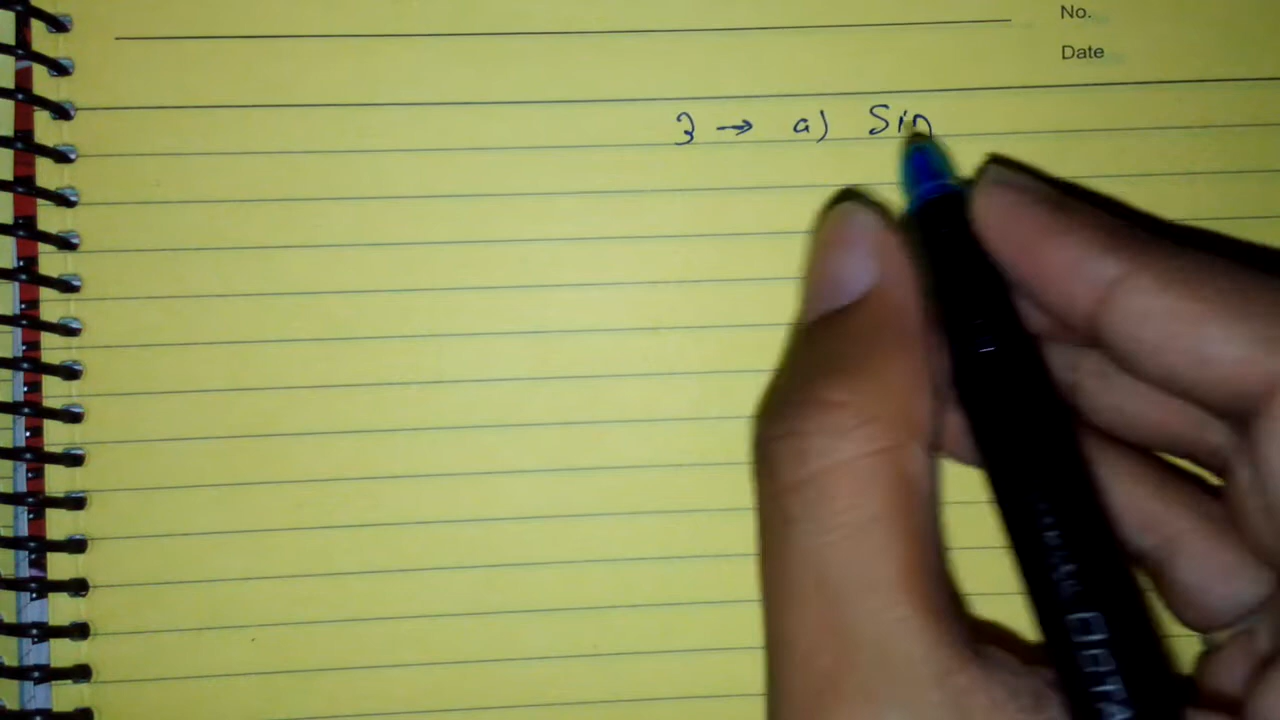 No.
Date
3 → a) Sin